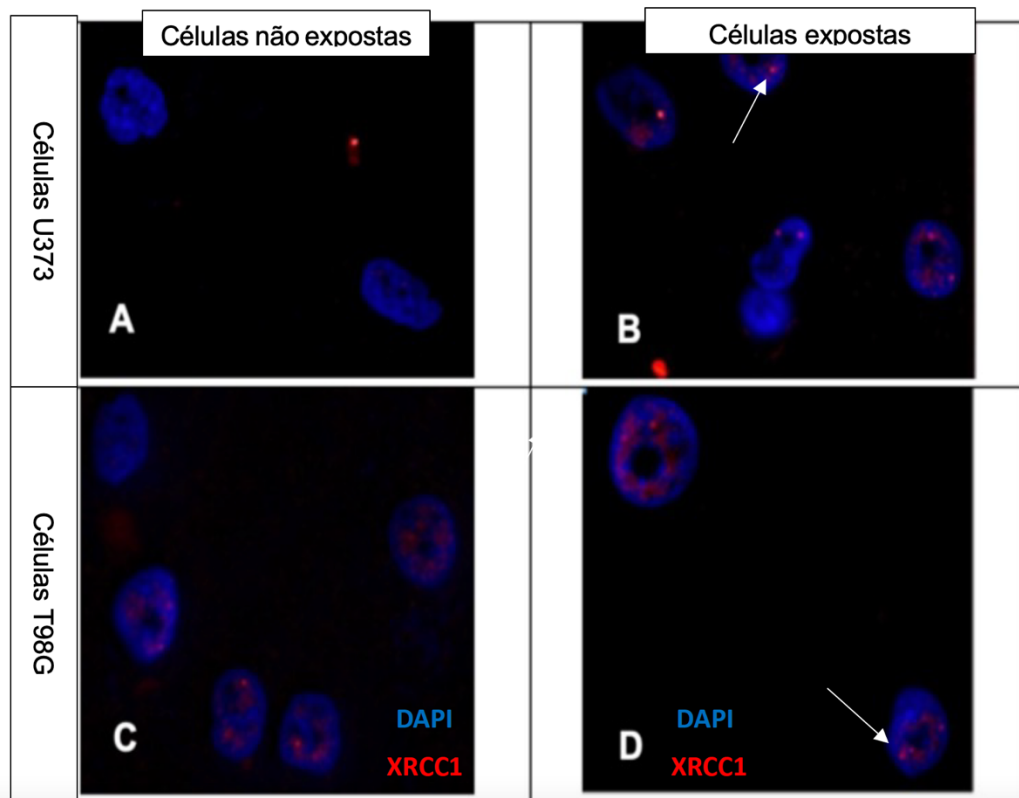 Células não expostas
Células expostas
Células U373
A
B
Células T98G
C
DAPI
XRCC1
D
DAPI
XRCC1